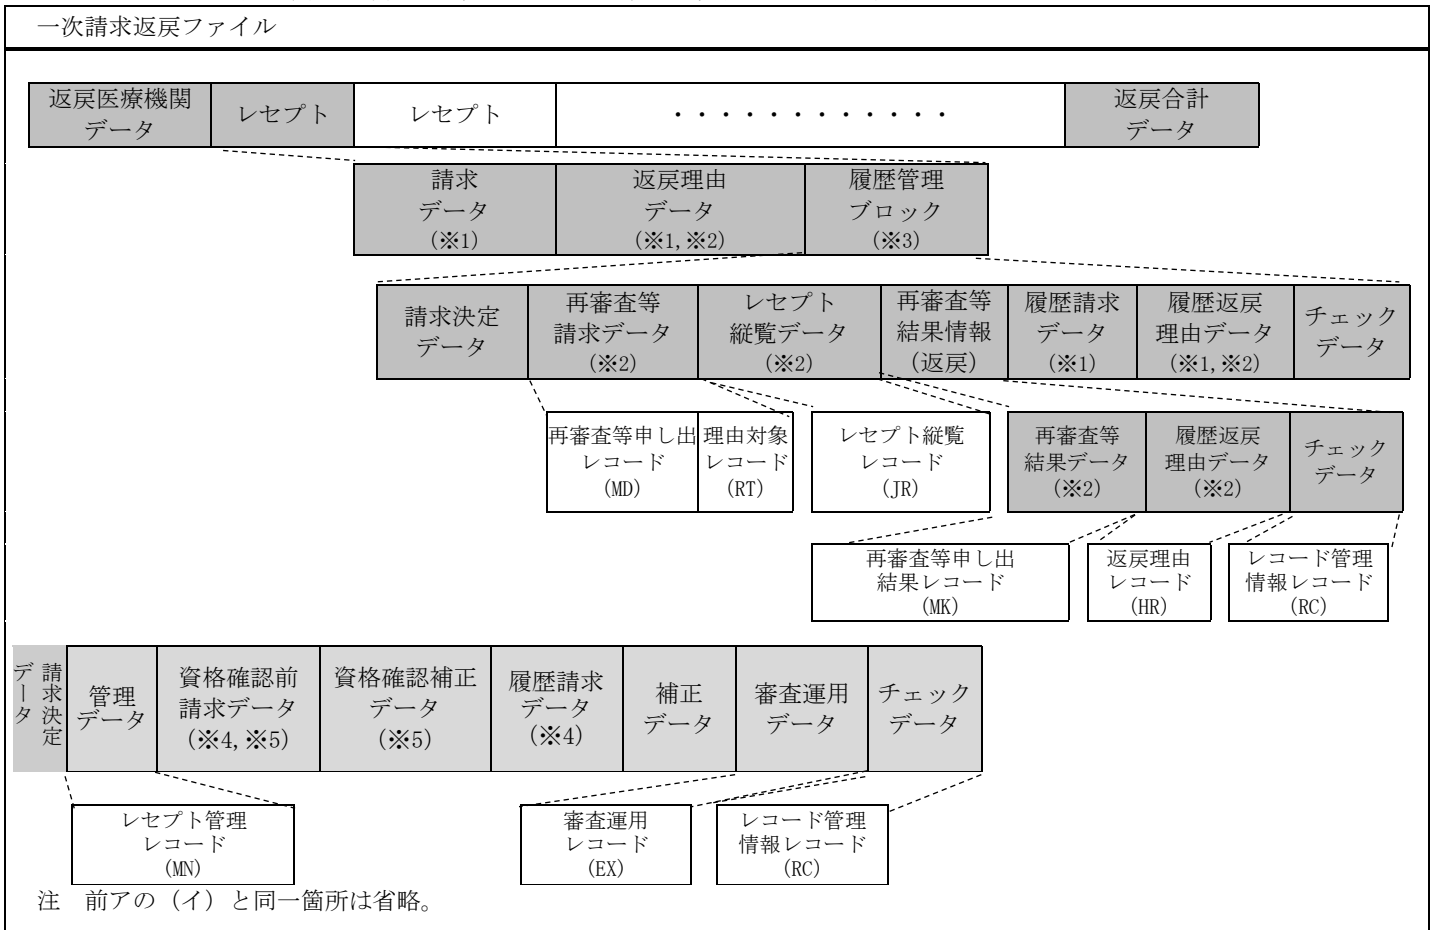 一次請求返戻ファイル
返戻医療機関
データ
レセプト
レセプト
・・・・・・・・・・・・
返戻合計
データ
請求
データ
(※1)
返戻理由
データ
(※1,※2)
履歴管理
ブロック
(※3)
請求決定
データ
再審査等
請求データ
(※2)
レセプト
縦覧データ
(※2)
再審査等
結果情報
(返戻)
履歴請求
データ
(※1)
履歴返戻
理由データ
(※1,※2)
チェック
データ
再審査等申し出
レコード
(MD)
理由対象
レコード
(RT)
レセプト縦覧
レコード
(JR)
再審査等
結果データ
(※2)
履歴返戻
理由データ
(※2)
チェック
データ
再審査等申し出
結果レコード
(MK)
返戻理由
レコード
(HR)
レコード管理
情報レコード
(RC)
請求決定
データ
管理
データ
資格確認前
請求データ
(※4,※5)
資格確認補正
データ
(※5)
履歴請求
データ
(※4)
補正
データ
審査運用
データ
チェック
データ
レセプト管理
レコード
(MN)
審査運用
レコード
(EX)
レコード管理
情報レコード
(RC)
注　前アの（イ）と同一箇所は省略。